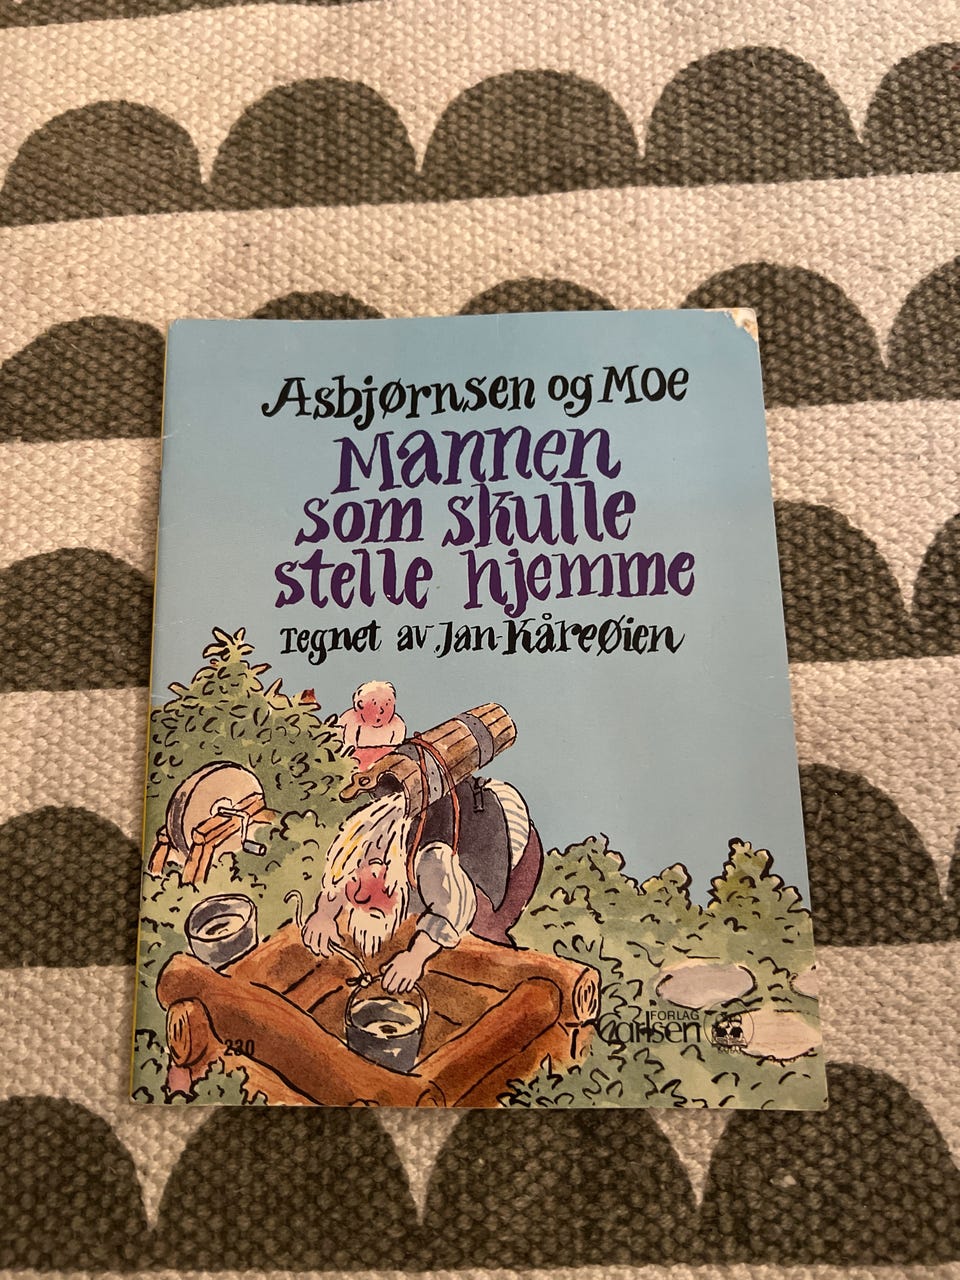 Asbjørnsen og Moe
Mannen
som skulle
stelle hjemme
Tegnet av Jan-Kåre Øien
FORLAG
Carlsen
230